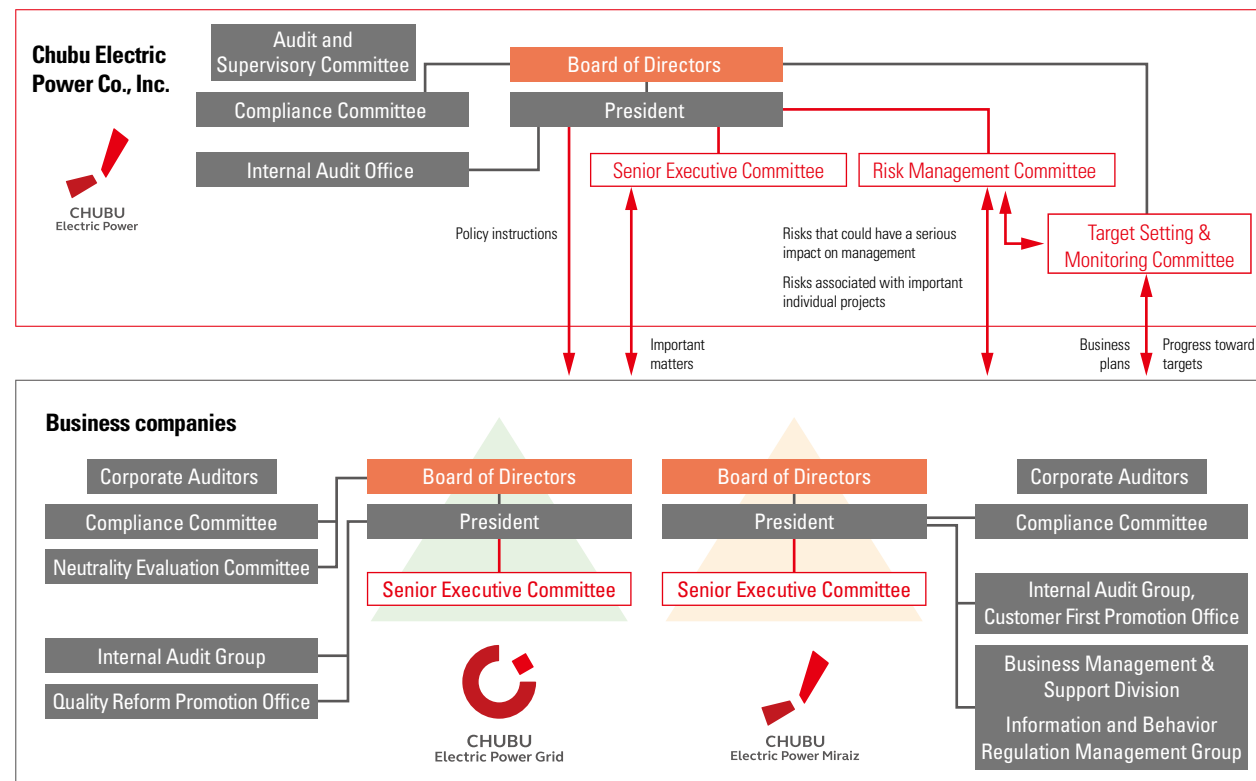 Chubu Electric
Power Co., Inc.
CHUBU
Electric Power
Audit and
Supervisory Committee
Compliance Committee
Internal Audit Office
Board of Directors
President
Senior Executive Committee
Risk Management Committee
Target Setting &
Monitoring Committee
Policy instructions
Risks that could have a serious
impact on management
Risks associated with important
individual projects
Important
matters
Business
plans
Progress toward
targets
Business companies
Corporate Auditors
Compliance Committee
Neutrality Evaluation Committee
Internal Audit Group
Quality Reform Promotion Office
Board of Directors
President
Senior Executive Committee
CHUBU
Electric Power Grid
Board of Directors
President
Senior Executive Committee
CHUBU
Electric Power Miraiz
Corporate Auditors
Compliance Committee
Internal Audit Group,
Customer First Promotion Office
Business Management &
Support Division
Information and Behavior
Regulation Management Group